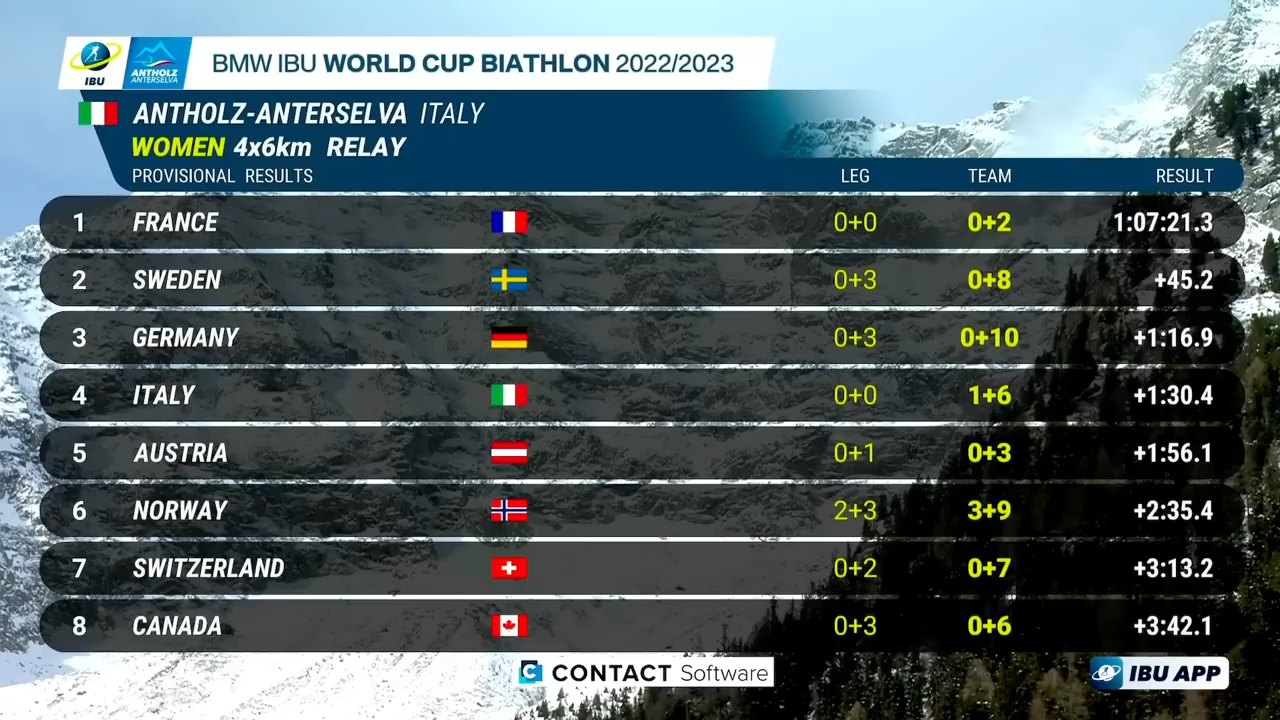 BMW IBU WORLD CUP BIATHLON 2022/2023
IBU ANTHOLZ ANTERSELVA
ANTHOLZ-ANTERSELVA ITALY
WOMEN 4x6km RELAY
PROVISIONAL RESULTS LEG TEAM RESULT
1 FRANCE 0+0 0+2 1:07:21.3
2 SWEDEN 0+3 0+8 +45.2
3 GERMANY 0+3 0+10 +1:16.9
4 ITALY 0+0 1+6 +1:30.4
5 AUSTRIA 0+1 0+3 +1:56.1
6 NORWAY 2+3 3+9 +2:35.4
7 SWITZERLAND 0+2 0+7 +3:13.2
8 CANADA 0+3 0+6 +3:42.1
CONTACT Software IBU APP